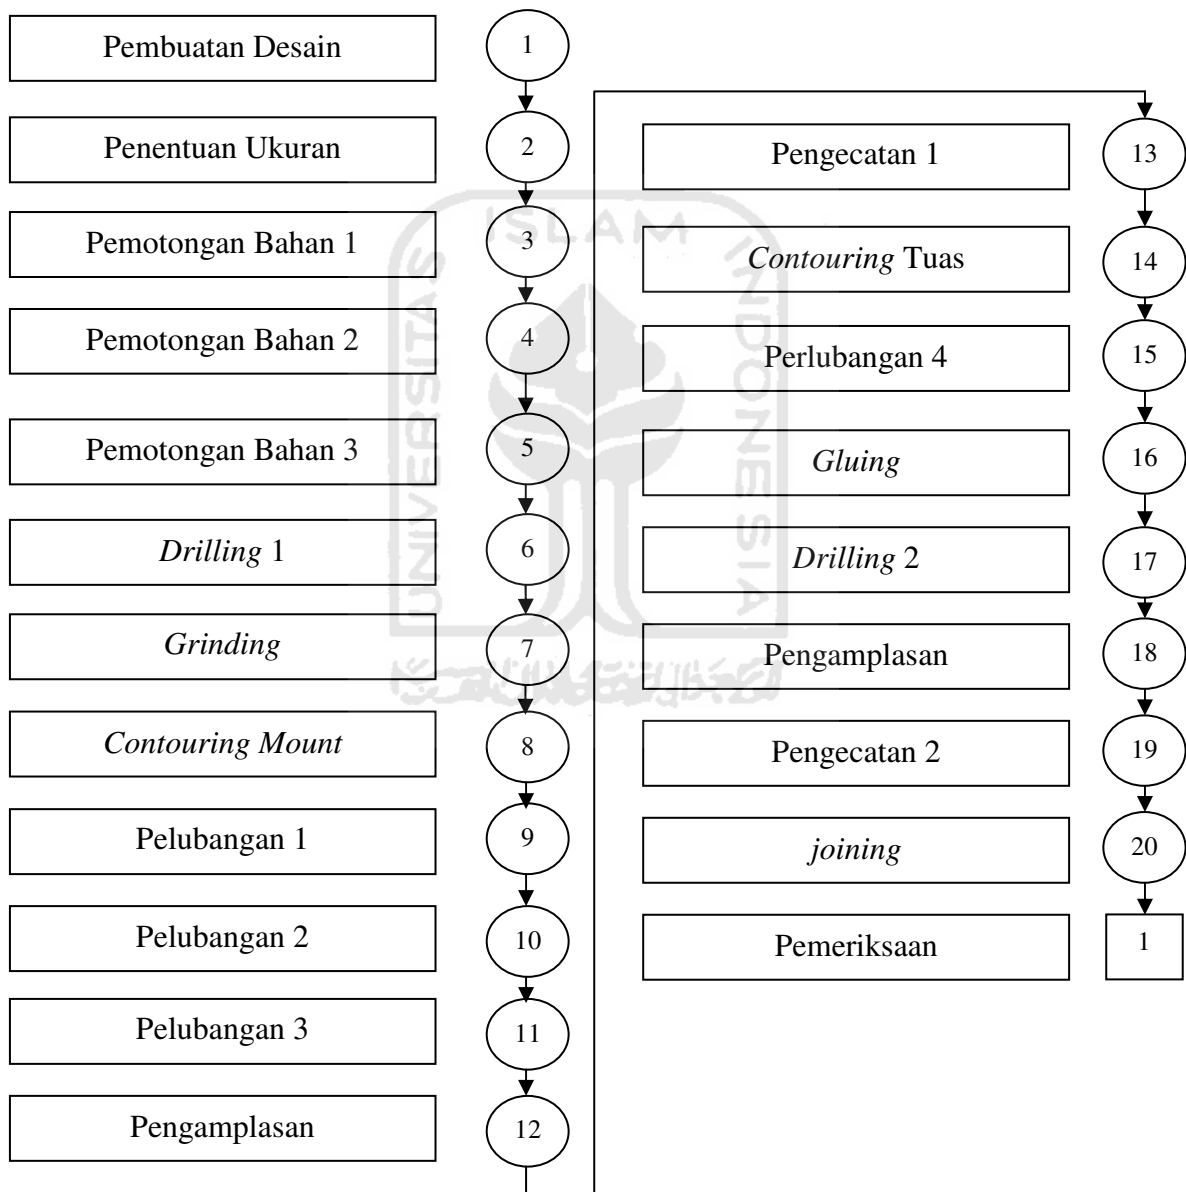 Pembuatan Desain 1
Penentuan Ukuran 2
Pemotongan Bahan 1 3
Pemotongan Bahan 2 4
Pemotongan Bahan 3 5
Drilling 1 6
Grinding 7
Contouring Mount 8
Pelubangan 1 9
Pelubangan 2 10
Pelubangan 3 11
Pengamplasan 12
Pengecatan 1 13
Contouring Tuas 14
Perlubangan 4 15
Gluing 16
Drilling 2 17
Pengamplasan 18
Pengecatan 2 19
joining 20
Pemeriksaan 1
UNIVERSITAS
ISLAM
INDONESIA